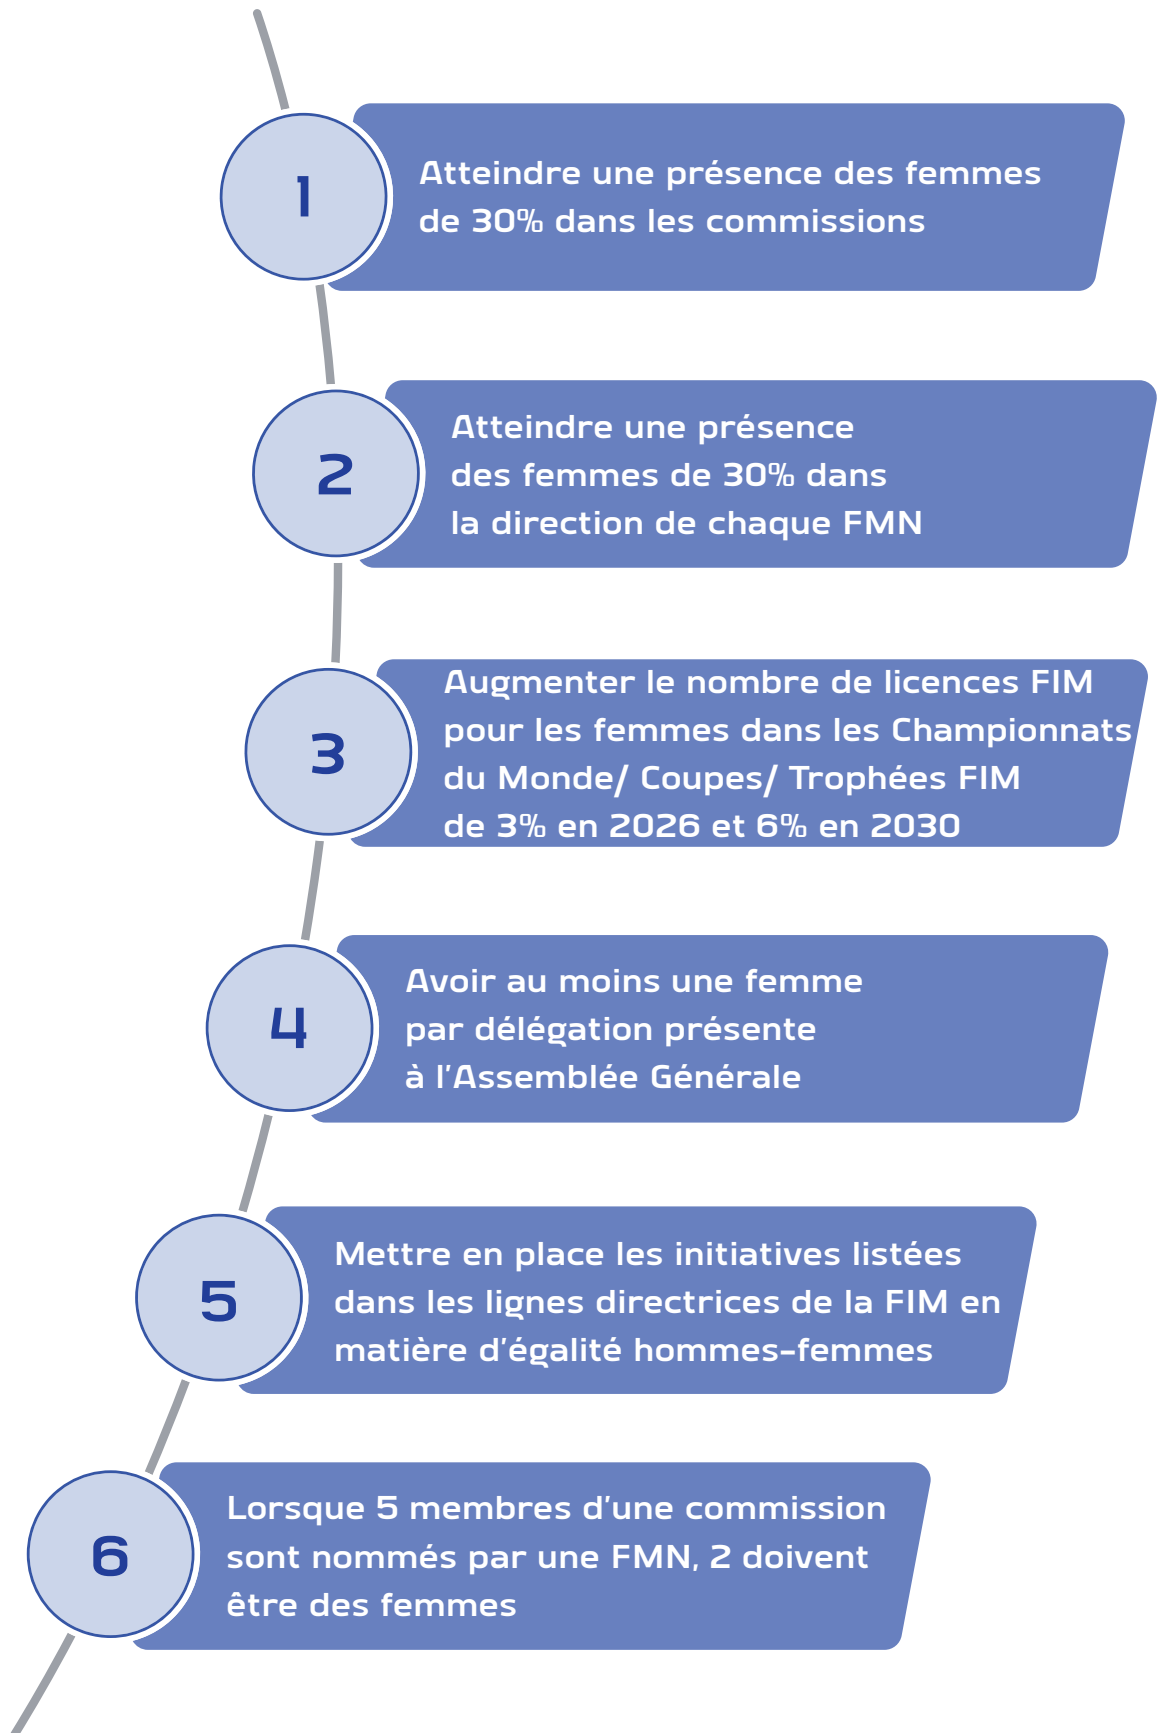 1
Atteindre une présence des femmes
de 30% dans les commissions
2
Atteindre une présence
des femmes de 30% dans
la direction de chaque FMN
3
Augmenter le nombre de licences FIM
pour les femmes dans les Championnats
du Monde/ Coupes/ Trophées FIM
de 3% en 2026 et 6% en 2030
4
Avoir au moins une femme
par délégation présente
à l'Assemblée Générale
5
Mettre en place les initiatives listées
dans les lignes directrices de la FIM en
matière d'égalité hommes-femmes
6
Lorsque 5 membres d'une commission
sont nommés par une FMN, 2 doivent
être des femmes